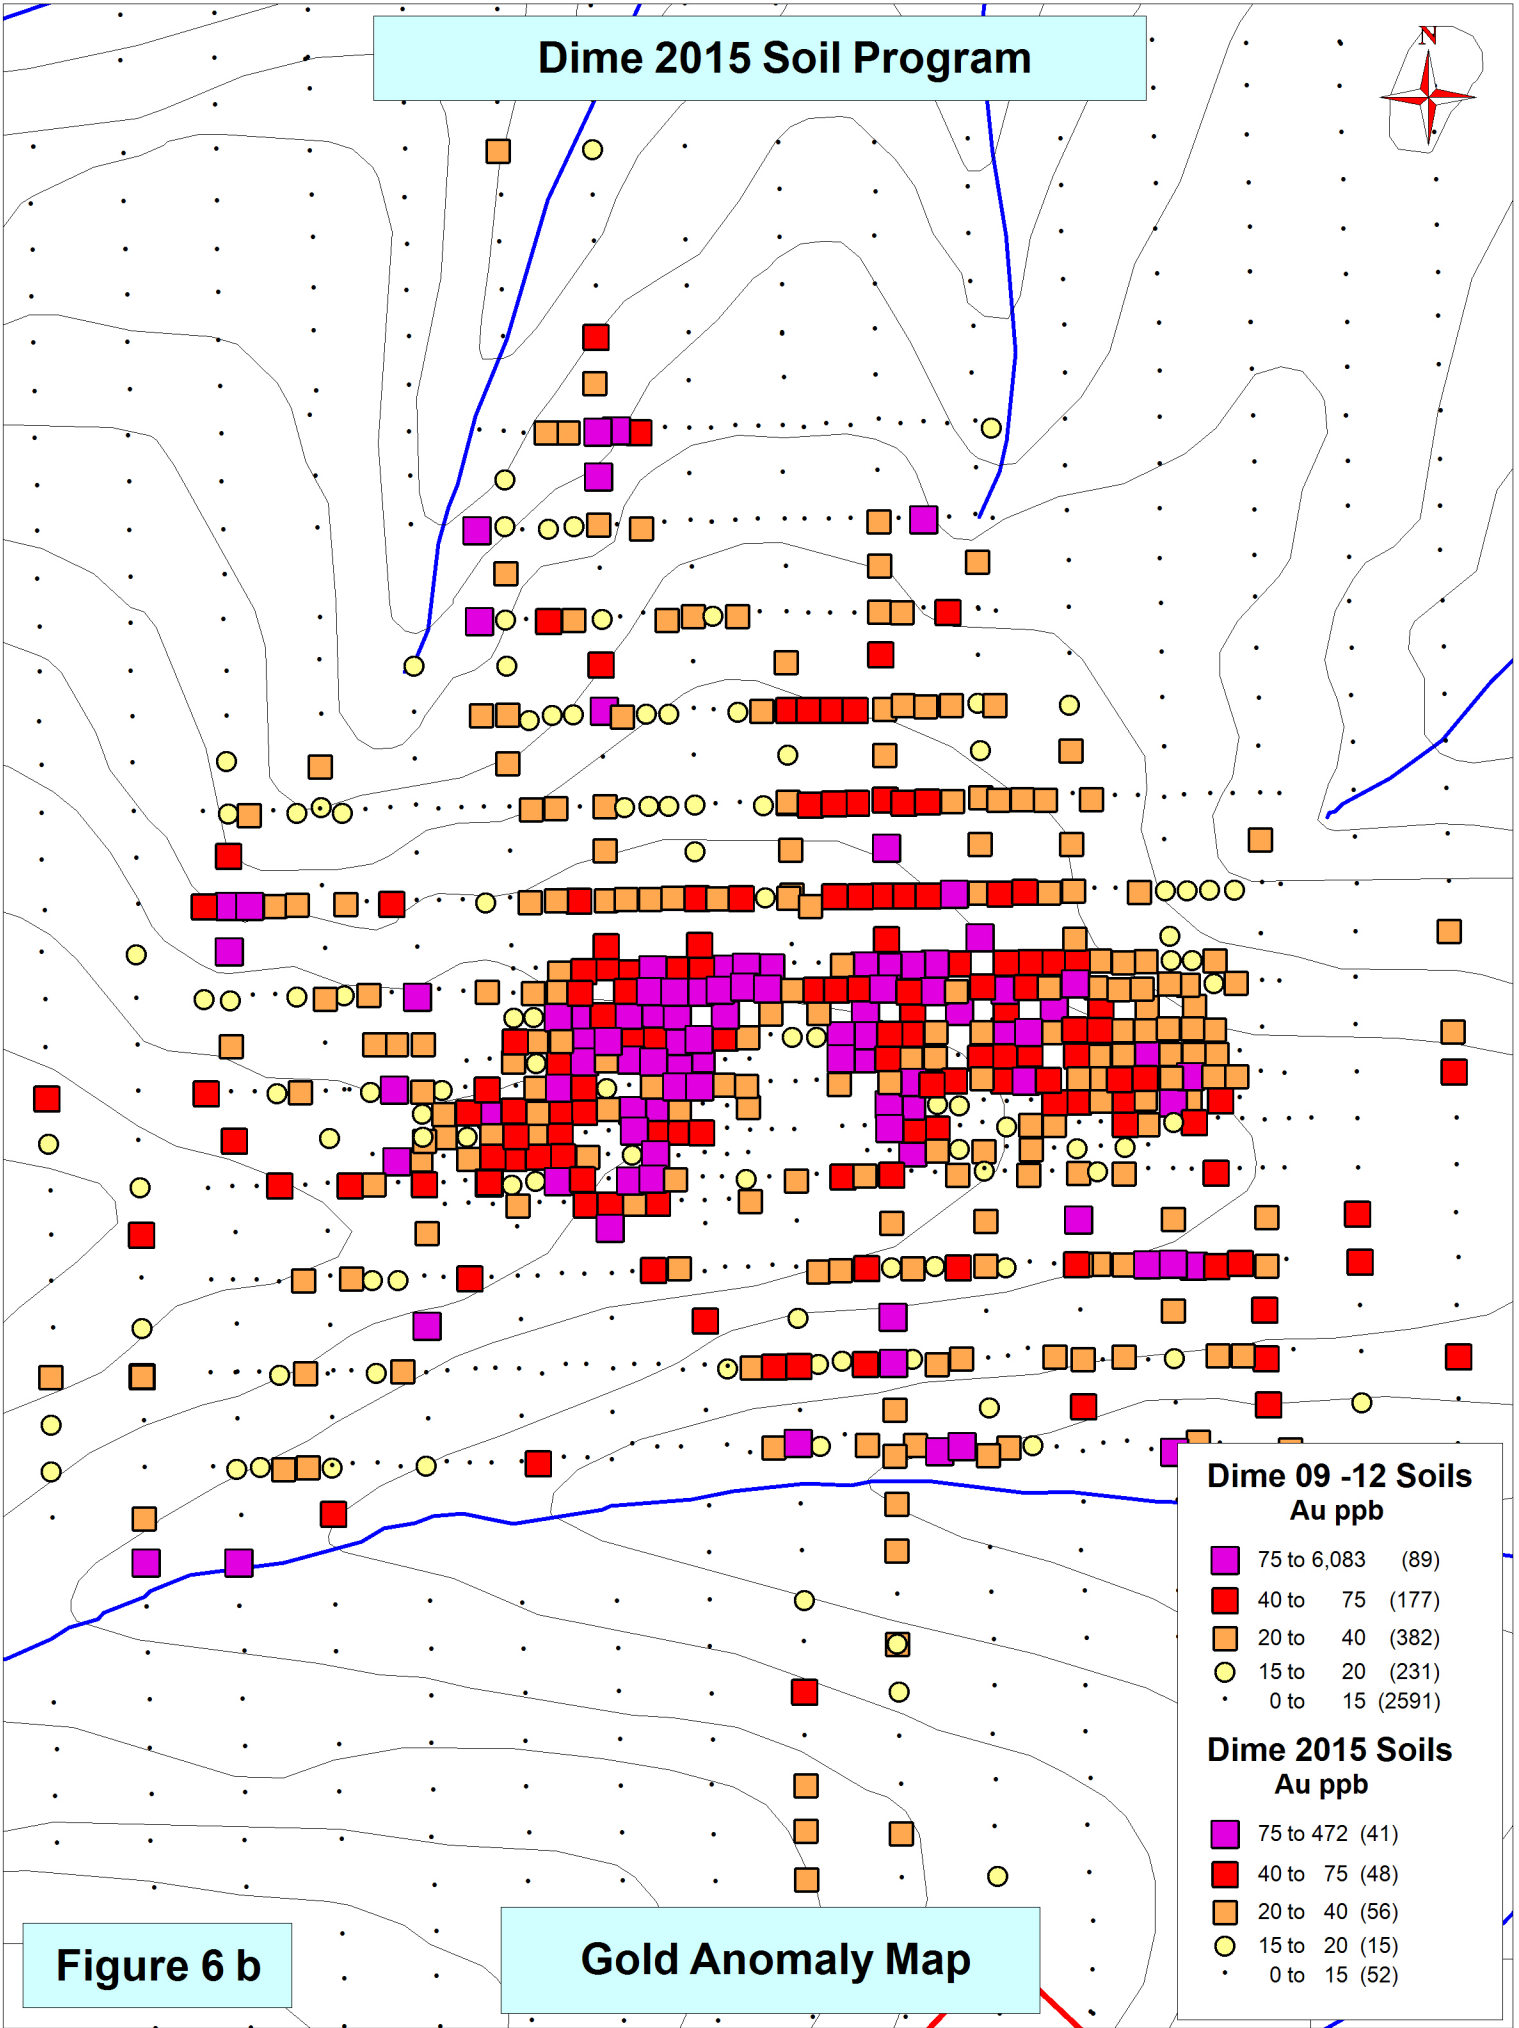 Dime 2015 Soil Program
N
Dime 09 -12 Soils
Au ppb
75 to 6,083 (89)
40 to 75 (177)
20 to 40 (382)
15 to 20 (231)
0 to 15 (2591)
Dime 2015 Soils
Au ppb
75 to 472 (41)
40 to 75 (48)
20 to 40 (56)
15 to 20 (15)
0 to 15 (52)
Figure 6 b
Gold Anomaly Map